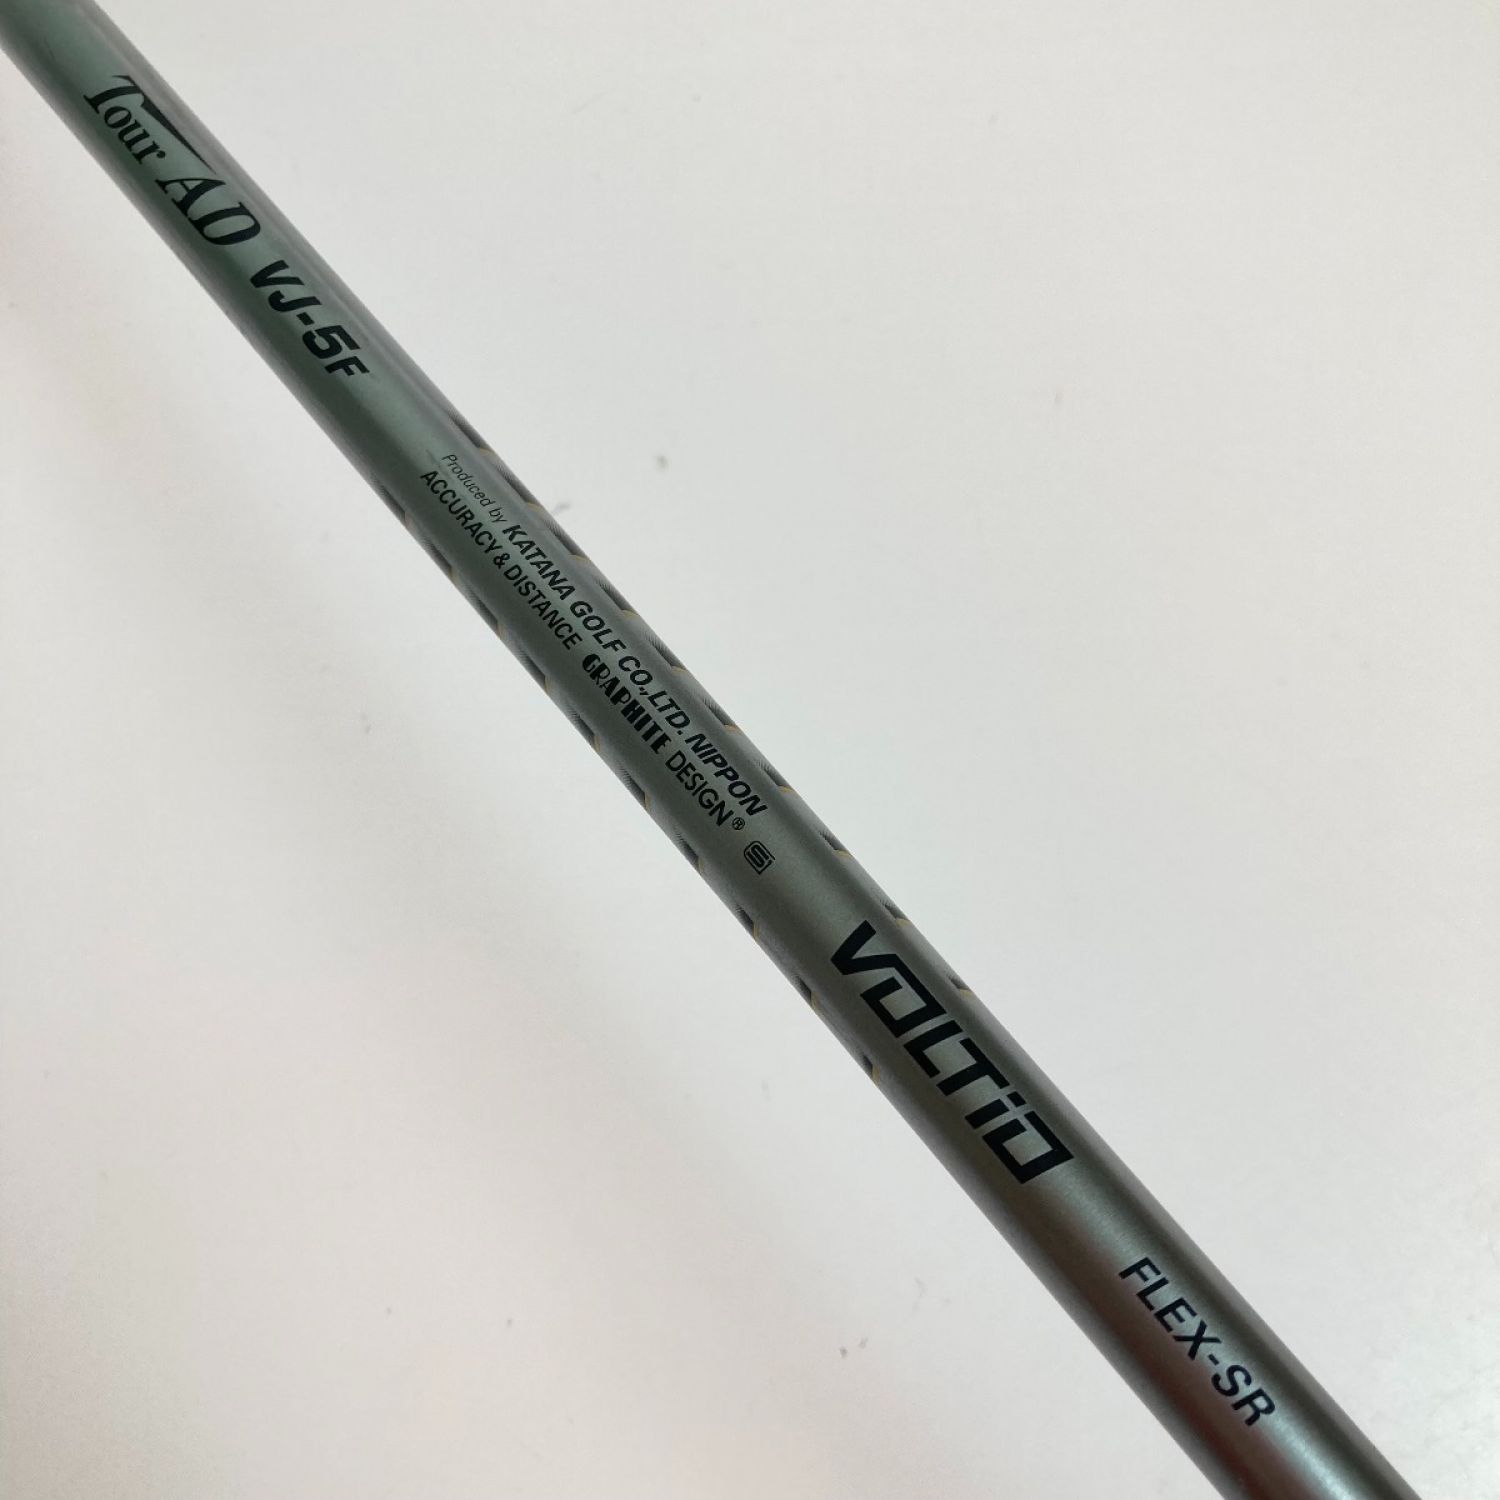 Tour AD VJ-5F
Produced by KATANA GOLF CO.,LTD. NIPPON
ACCURACY & DISTANCE GRAPHITE DESIGN®
VOLTiO
FLEX-SR